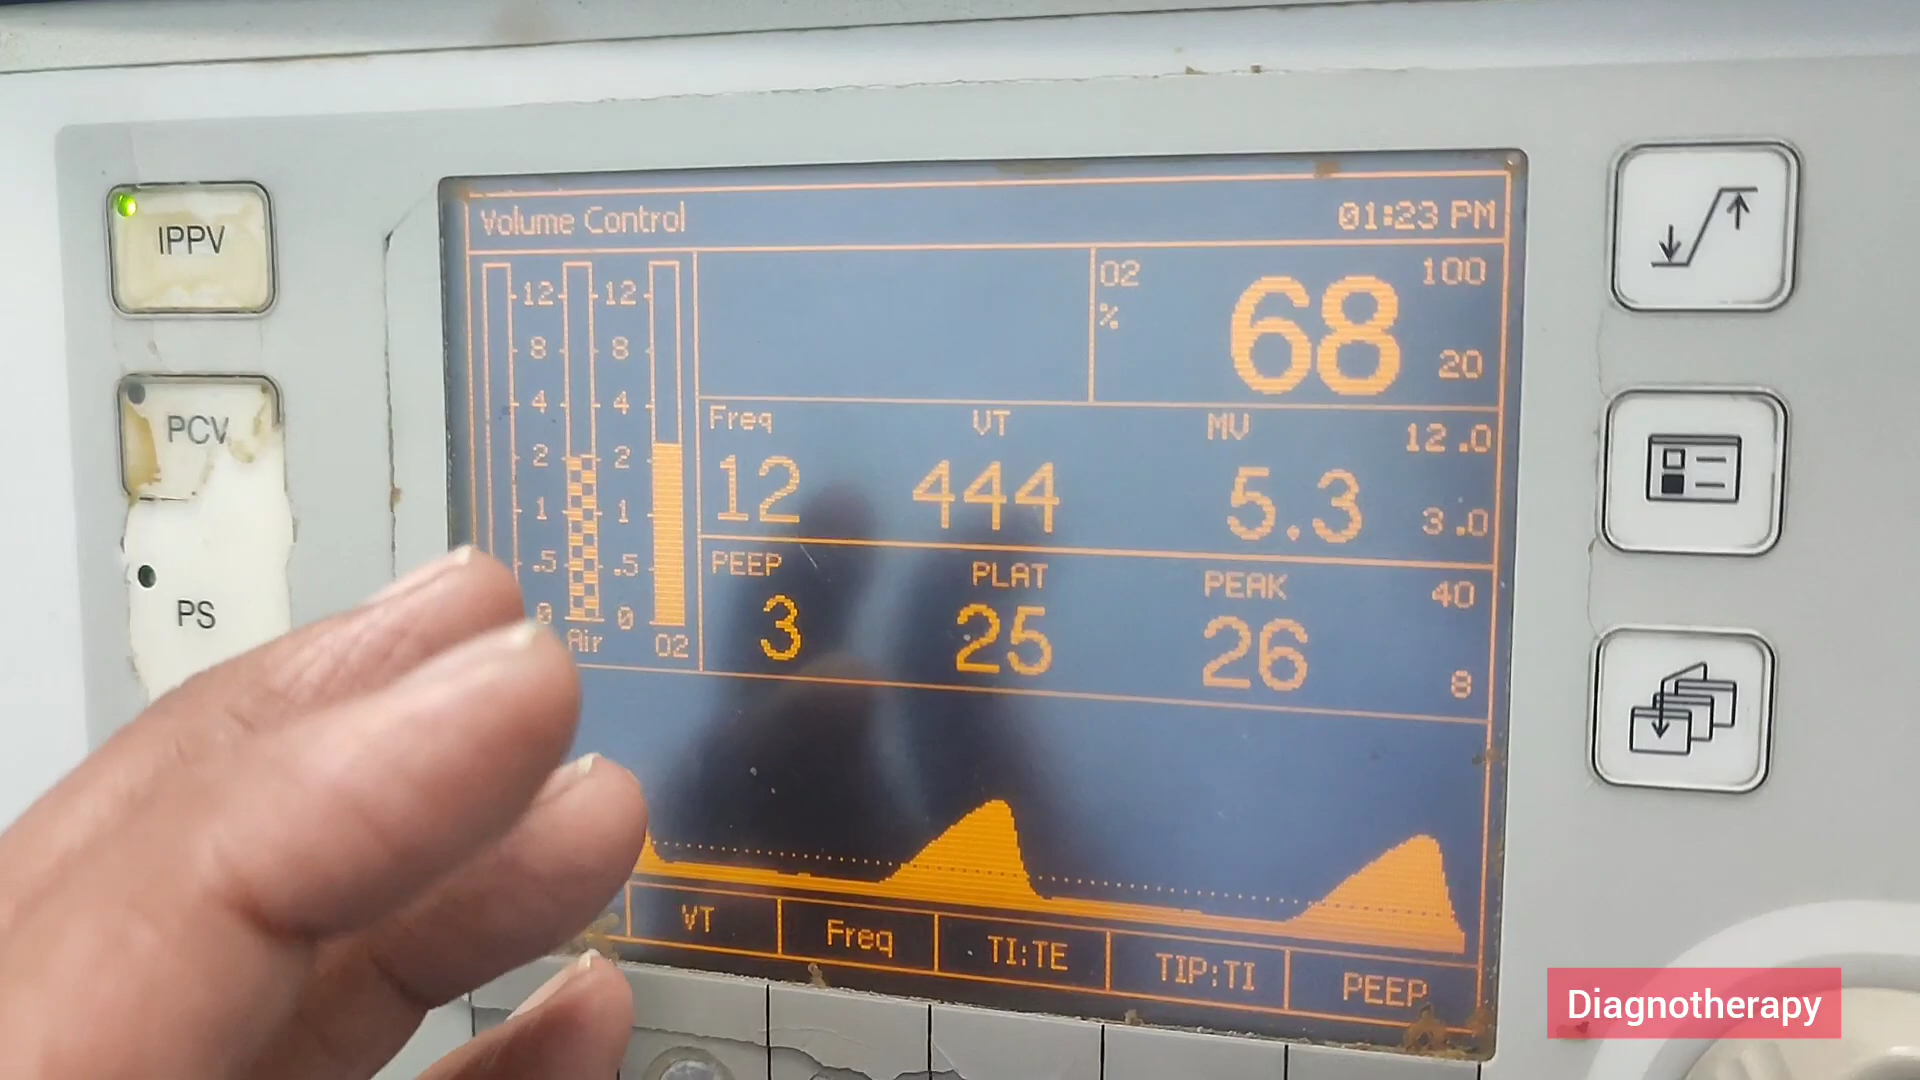 IPPV
PCV
PS
Volume Control
01:23 PM
12 12
8 8
4 4
2 2
1 1
.5 .5
0 0
Air O2
O2
%
68
100
20
Freq VT MV
12 444 5.3
12.0
3.0
PEEP PLAT PEAK
3 25 26
40
8
VT Freq TI:TE TIP:TI PEEP
Diagnotherapy